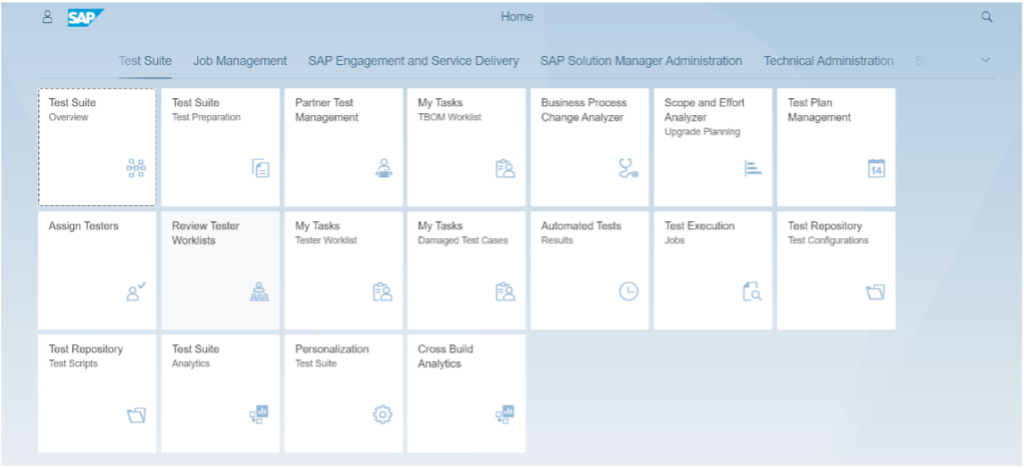 SAP
Home
Test Suite
Job Management
SAP Engagement and Service Delivery
SAP Solution Manager Administration
Technical Administration
Test Suite
Overview
Test Suite
Test Preparation
Partner Test
Management
My Tasks
TBOM Worklist
Business Process
Change Analyzer
Scope and Effort
Analyzer
Upgrade Planning
Test Plan
Management
14
Assign Testers
Review Tester
Worklists
My Tasks
Tester Worklist
My Tasks
Damaged Test Cases
Automated Tests
Results
Test Execution
Jobs
Test Repository
Test Configurations
Test Repository
Test Scripts
Test Suite
Analytics
Personalization
Test Suite
Cross Build
Analytics